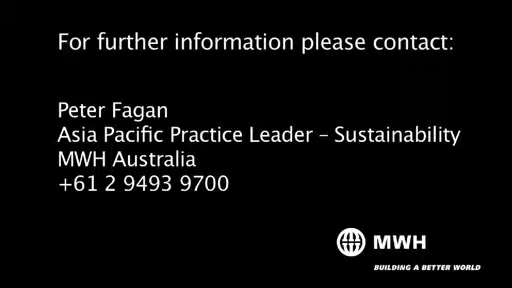 For further information please contact:
Peter Fagan
Asia Pacific Practice Leader – Sustainability
MWH Australia
+61 2 9493 9700
MWH
BUILDING A BETTER WORLD